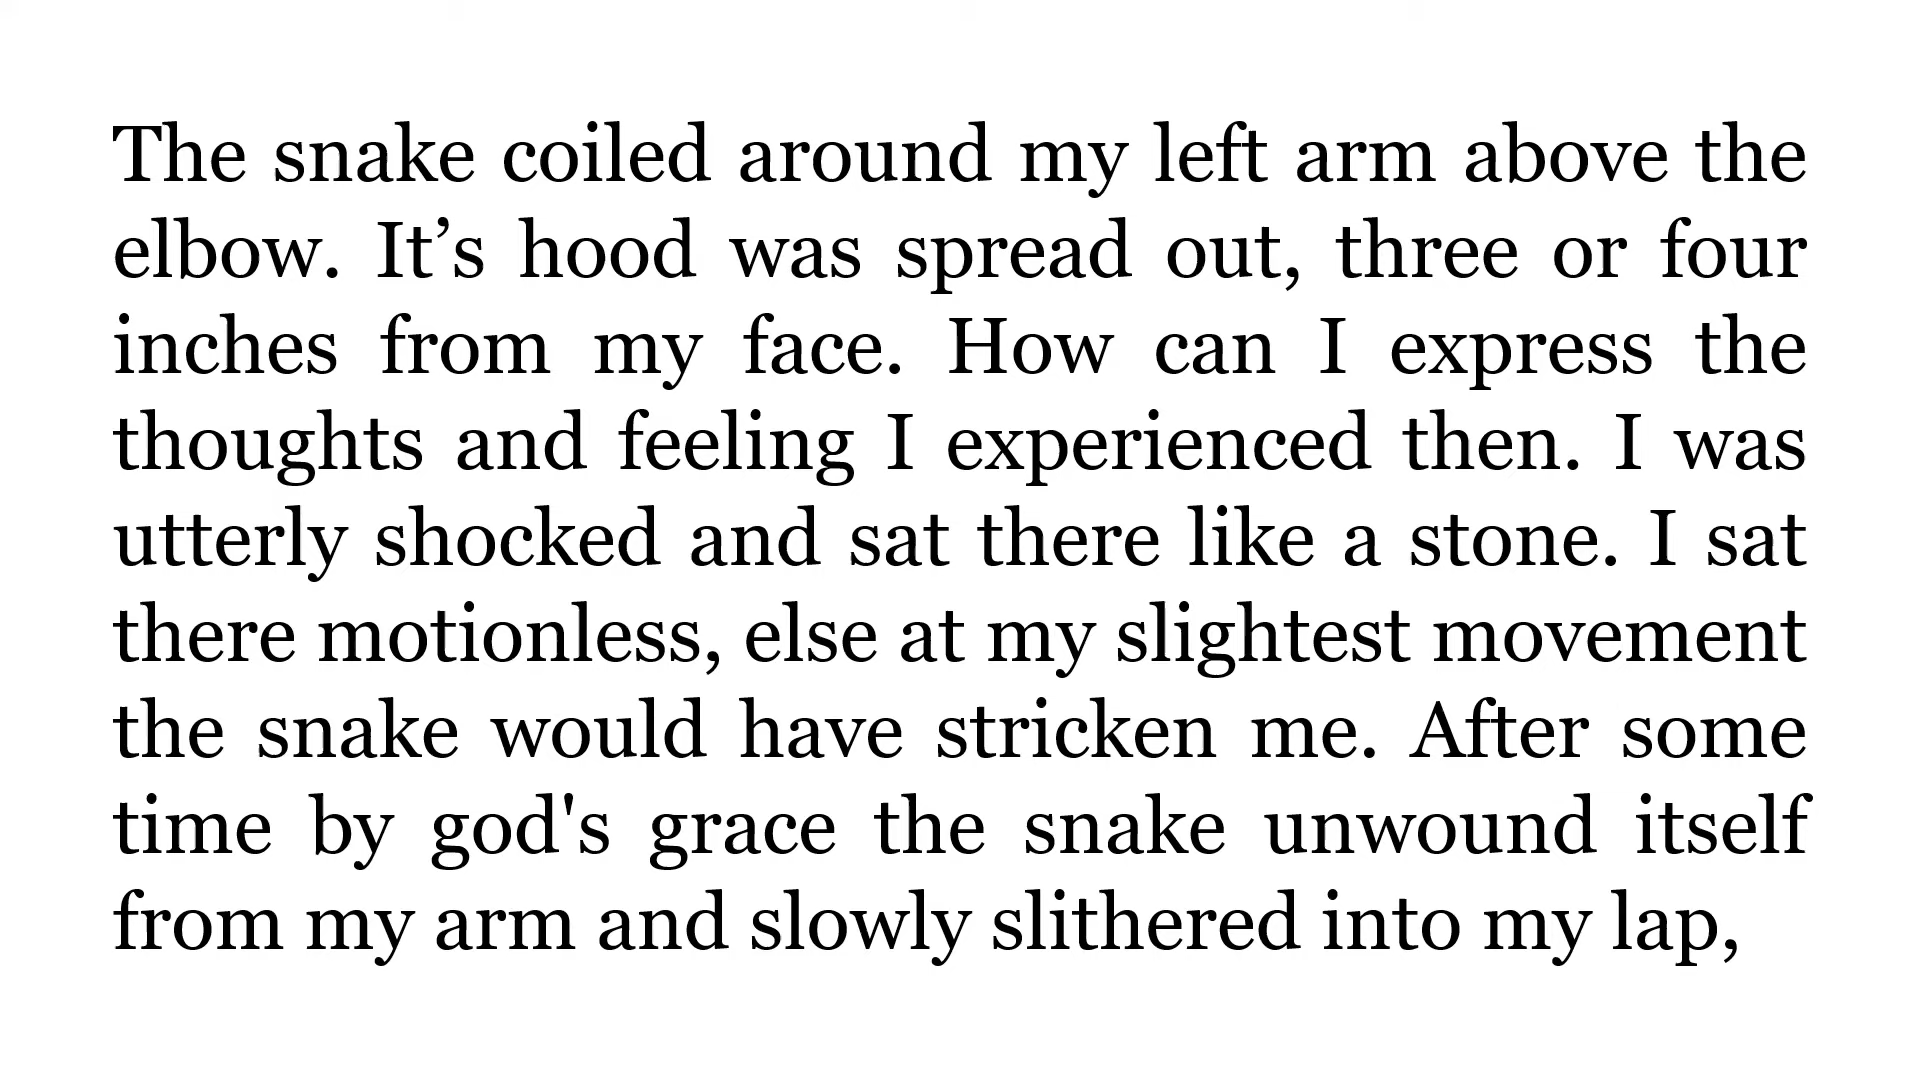 The snake coiled around my left arm above the
elbow. It’s hood was spread out, three or four
inches from my face. How can I express the
thoughts and feeling I experienced then. I was
utterly shocked and sat there like a stone. I sat
there motionless, else at my slightest movement
the snake would have stricken me. After some
time by god's grace the snake unwound itself
from my arm and slowly slithered into my lap,